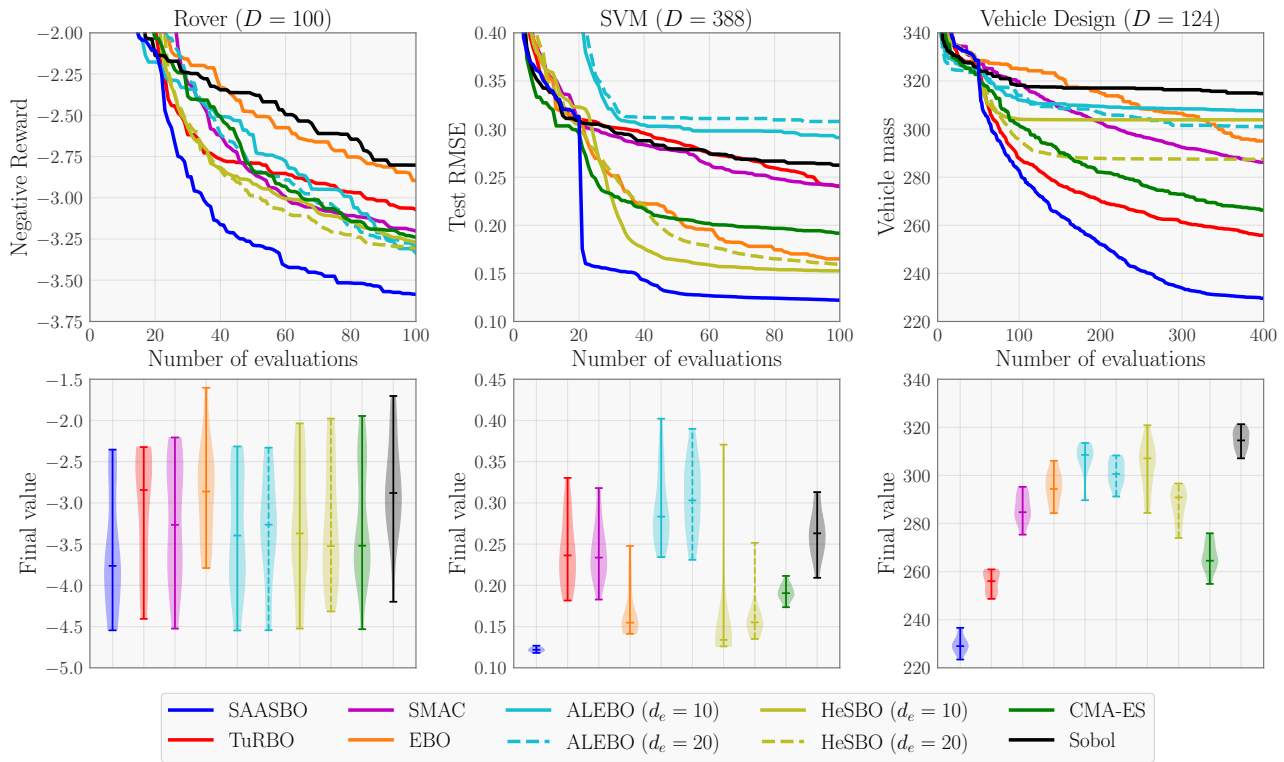 Rover (D = 100)
−2.00
−2.25
−2.50
−2.75
−3.00
−3.25
−3.50
−3.75
Negative Reward
0 20 40 60 80 100
Number of evaluations
SVM (D = 388)
0.40
0.35
0.30
0.25
0.20
0.15
0.10
Test RMSE
0 20 40 60 80 100
Number of evaluations
Vehicle Design (D = 124)
340
320
300
280
260
240
220
Vehicle mass
0 100 200 300 400
Number of evaluations
−1.5
−2.0
−2.5
−3.0
−3.5
−4.0
−4.5
−5.0
Final value
0.45
0.40
0.35
0.30
0.25
0.20
0.15
0.10
Final value
340
320
300
280
260
240
220
Final value
SAASBO SMAC ALEBO (dₑ = 10) HeSBO (dₑ = 10) CMA-ES
TuRBO EBO ALEBO (dₑ = 20) HeSBO (dₑ = 20) Sobol